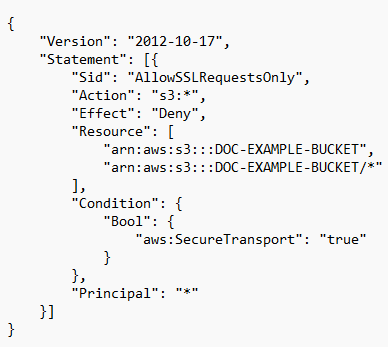 {
    "Version": "2012-10-17",
    "Statement": [{
        "Sid": "AllowSSLRequestsOnly",
        "Action": "s3:*",
        "Effect": "Deny",
        "Resource": [
            "arn:aws:s3:::DOC-EXAMPLE-BUCKET",
            "arn:aws:s3:::DOC-EXAMPLE-BUCKET/*"
        ],
        "Condition": {
            "Bool": {
                "aws:SecureTransport": "true"
            }
        },
        "Principal": "*"
    }]
}